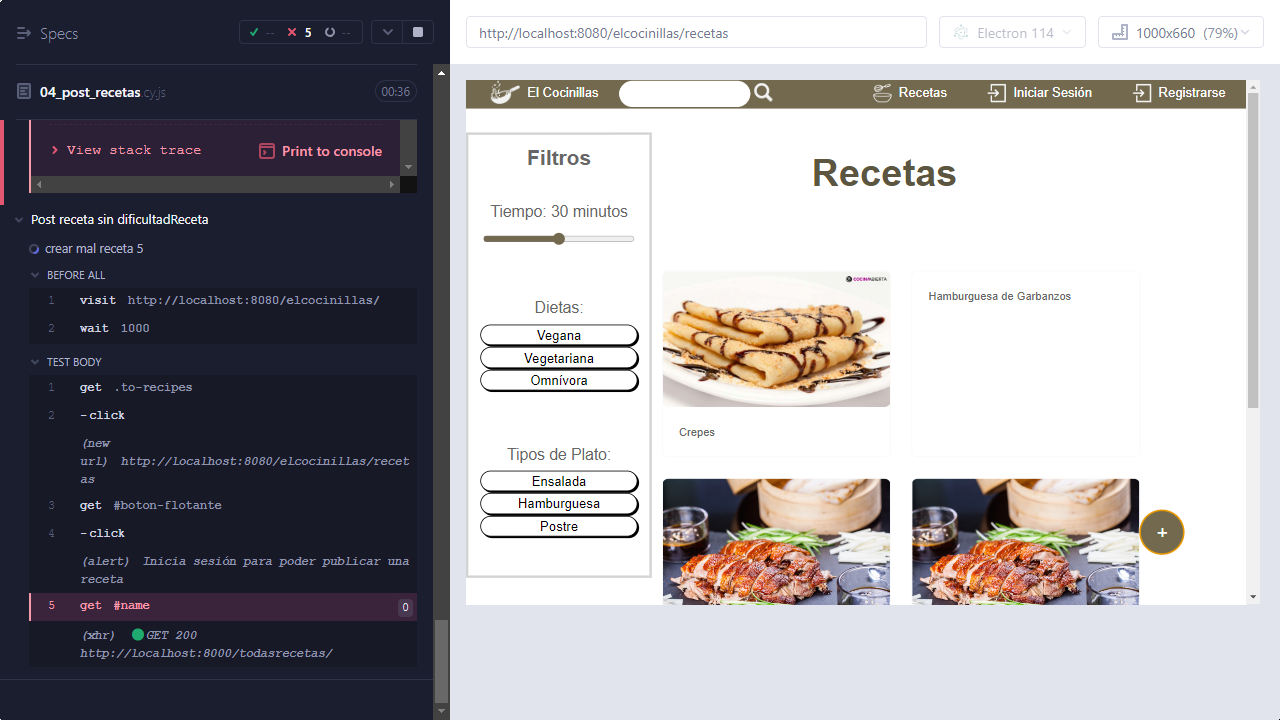 Specs
-- 5 --
04_post_recetas.cy.js
00:36
View stack trace
Print to console
Post receta sin dificultadReceta
crear mal receta 5
BEFORE ALL
1 visit http://localhost:8080/elcocinillas/
2 wait 1000
TEST BODY
1 get .to-recipes
2 -click
(new
url) http://localhost:8080/elcocinillas/recet
as
3 get #boton-flotante
4 -click
(alert) Inicia sesión para poder publicar una
receta
5 get #name 0
(xhr) GET 200
http://localhost:8000/todasrecetas/
http://localhost:8080/elcocinillas/recetas
Electron 114
1000x660 (79%)
El Cocinillas
Recetas
Iniciar Sesión
Registrarse
Filtros
Tiempo: 30 minutos
Dietas:
Vegana
Vegetariana
Omnívora
Tipos de Plato:
Ensalada
Hamburguesa
Postre
Recetas
COCINABIERTA
Crepes
Hamburguesa de Garbanzos
+